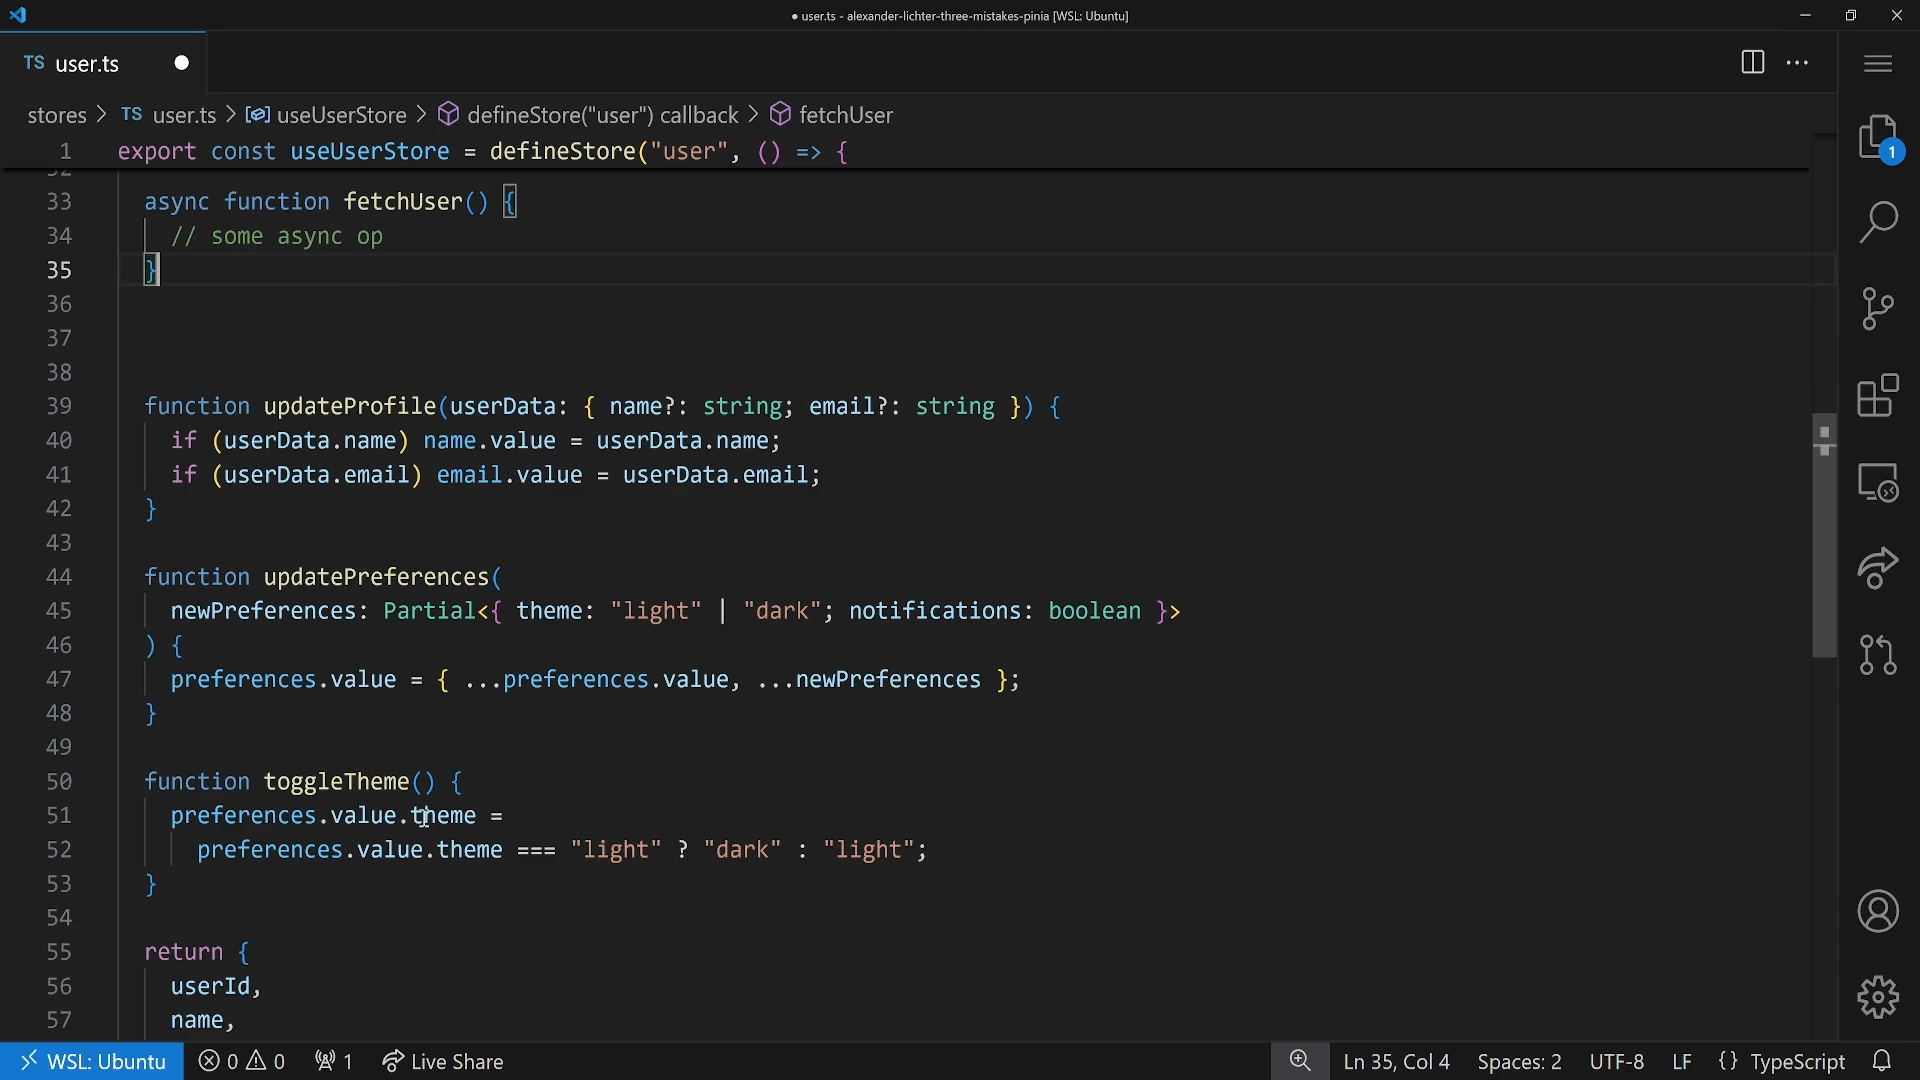 ● user.ts - alexander-lichter-three-mistakes-pinia [WSL: Ubuntu]
TS user.ts
stores > TS user.ts > useUserStore > defineStore("user") callback > fetchUser
1 export const useUserStore = defineStore("user", () => {
32
33 async function fetchUser() {
34 // some async op
35 }
36
37
38
39 function updateProfile(userData: { name?: string; email?: string }) {
40 if (userData.name) name.value = userData.name;
41 if (userData.email) email.value = userData.email;
42 }
43
44 function updatePreferences(
45 newPreferences: Partial<{ theme: "light" | "dark"; notifications: boolean }>
46 ) {
47 preferences.value = { ...preferences.value, ...newPreferences };
48 }
49
50 function toggleTheme() {
51 preferences.value.theme =
52 preferences.value.theme === "light" ? "dark" : "light";
53 }
54
55 return {
56 userId,
57 name,
1
WSL: Ubuntu 0 0 1 Live Share Ln 35, Col 4 Spaces: 2 UTF-8 LF {} TypeScript